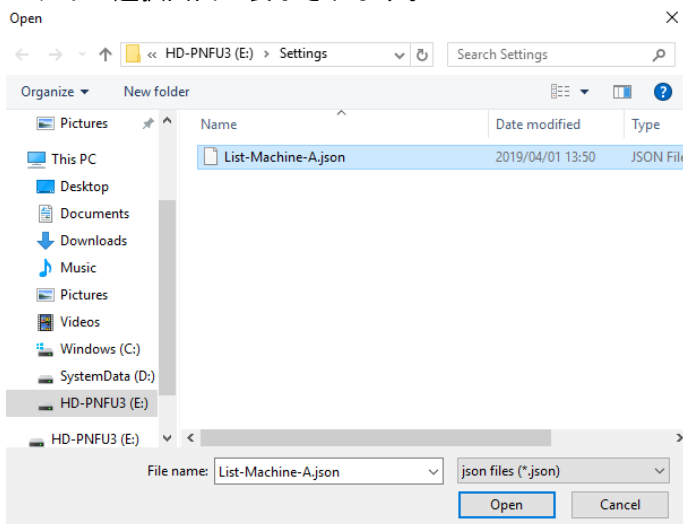 Open
« HD-PNFU3 (E:) › Settings
Search Settings
Organize
New folder
Name
Date modified
Type
Pictures
This PC
Desktop
Documents
Downloads
Music
Pictures
Videos
Windows (C:)
SystemData (D:)
HD-PNFU3 (E:)
HD-PNFU3 (E:)
List-Machine-A.json
2019/04/01 13:50
JSON File
File name:
List-Machine-A.json
json files (*.json)
Open
Cancel